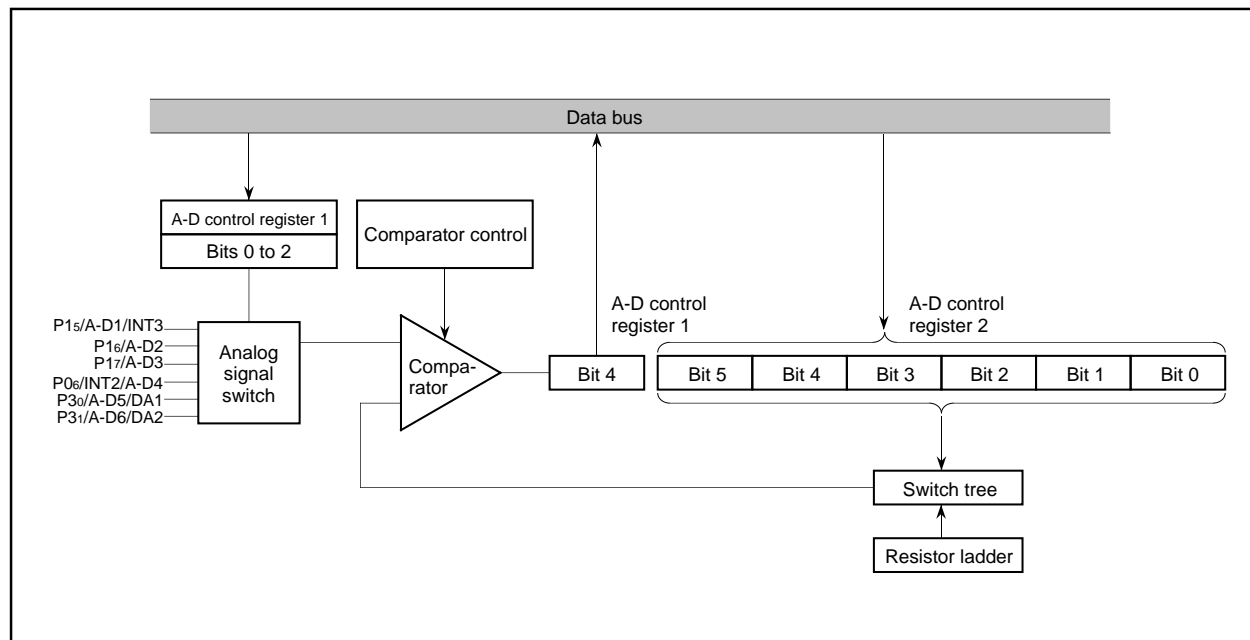 Data bus
A-D control register 1
Bits 0 to 2
Comparator control
A-D control
register 1
A-D control
register 2
P15/A-D1/INT3
P16/A-D2
P17/A-D3
P06/INT2/A-D4
P30/A-D5/DA1
P31/A-D6/DA2
Analog
signal
switch
Compa-
rator
Bit 4
Bit 5
Bit 4
Bit 3
Bit 2
Bit 1
Bit 0
Switch tree
Resistor ladder